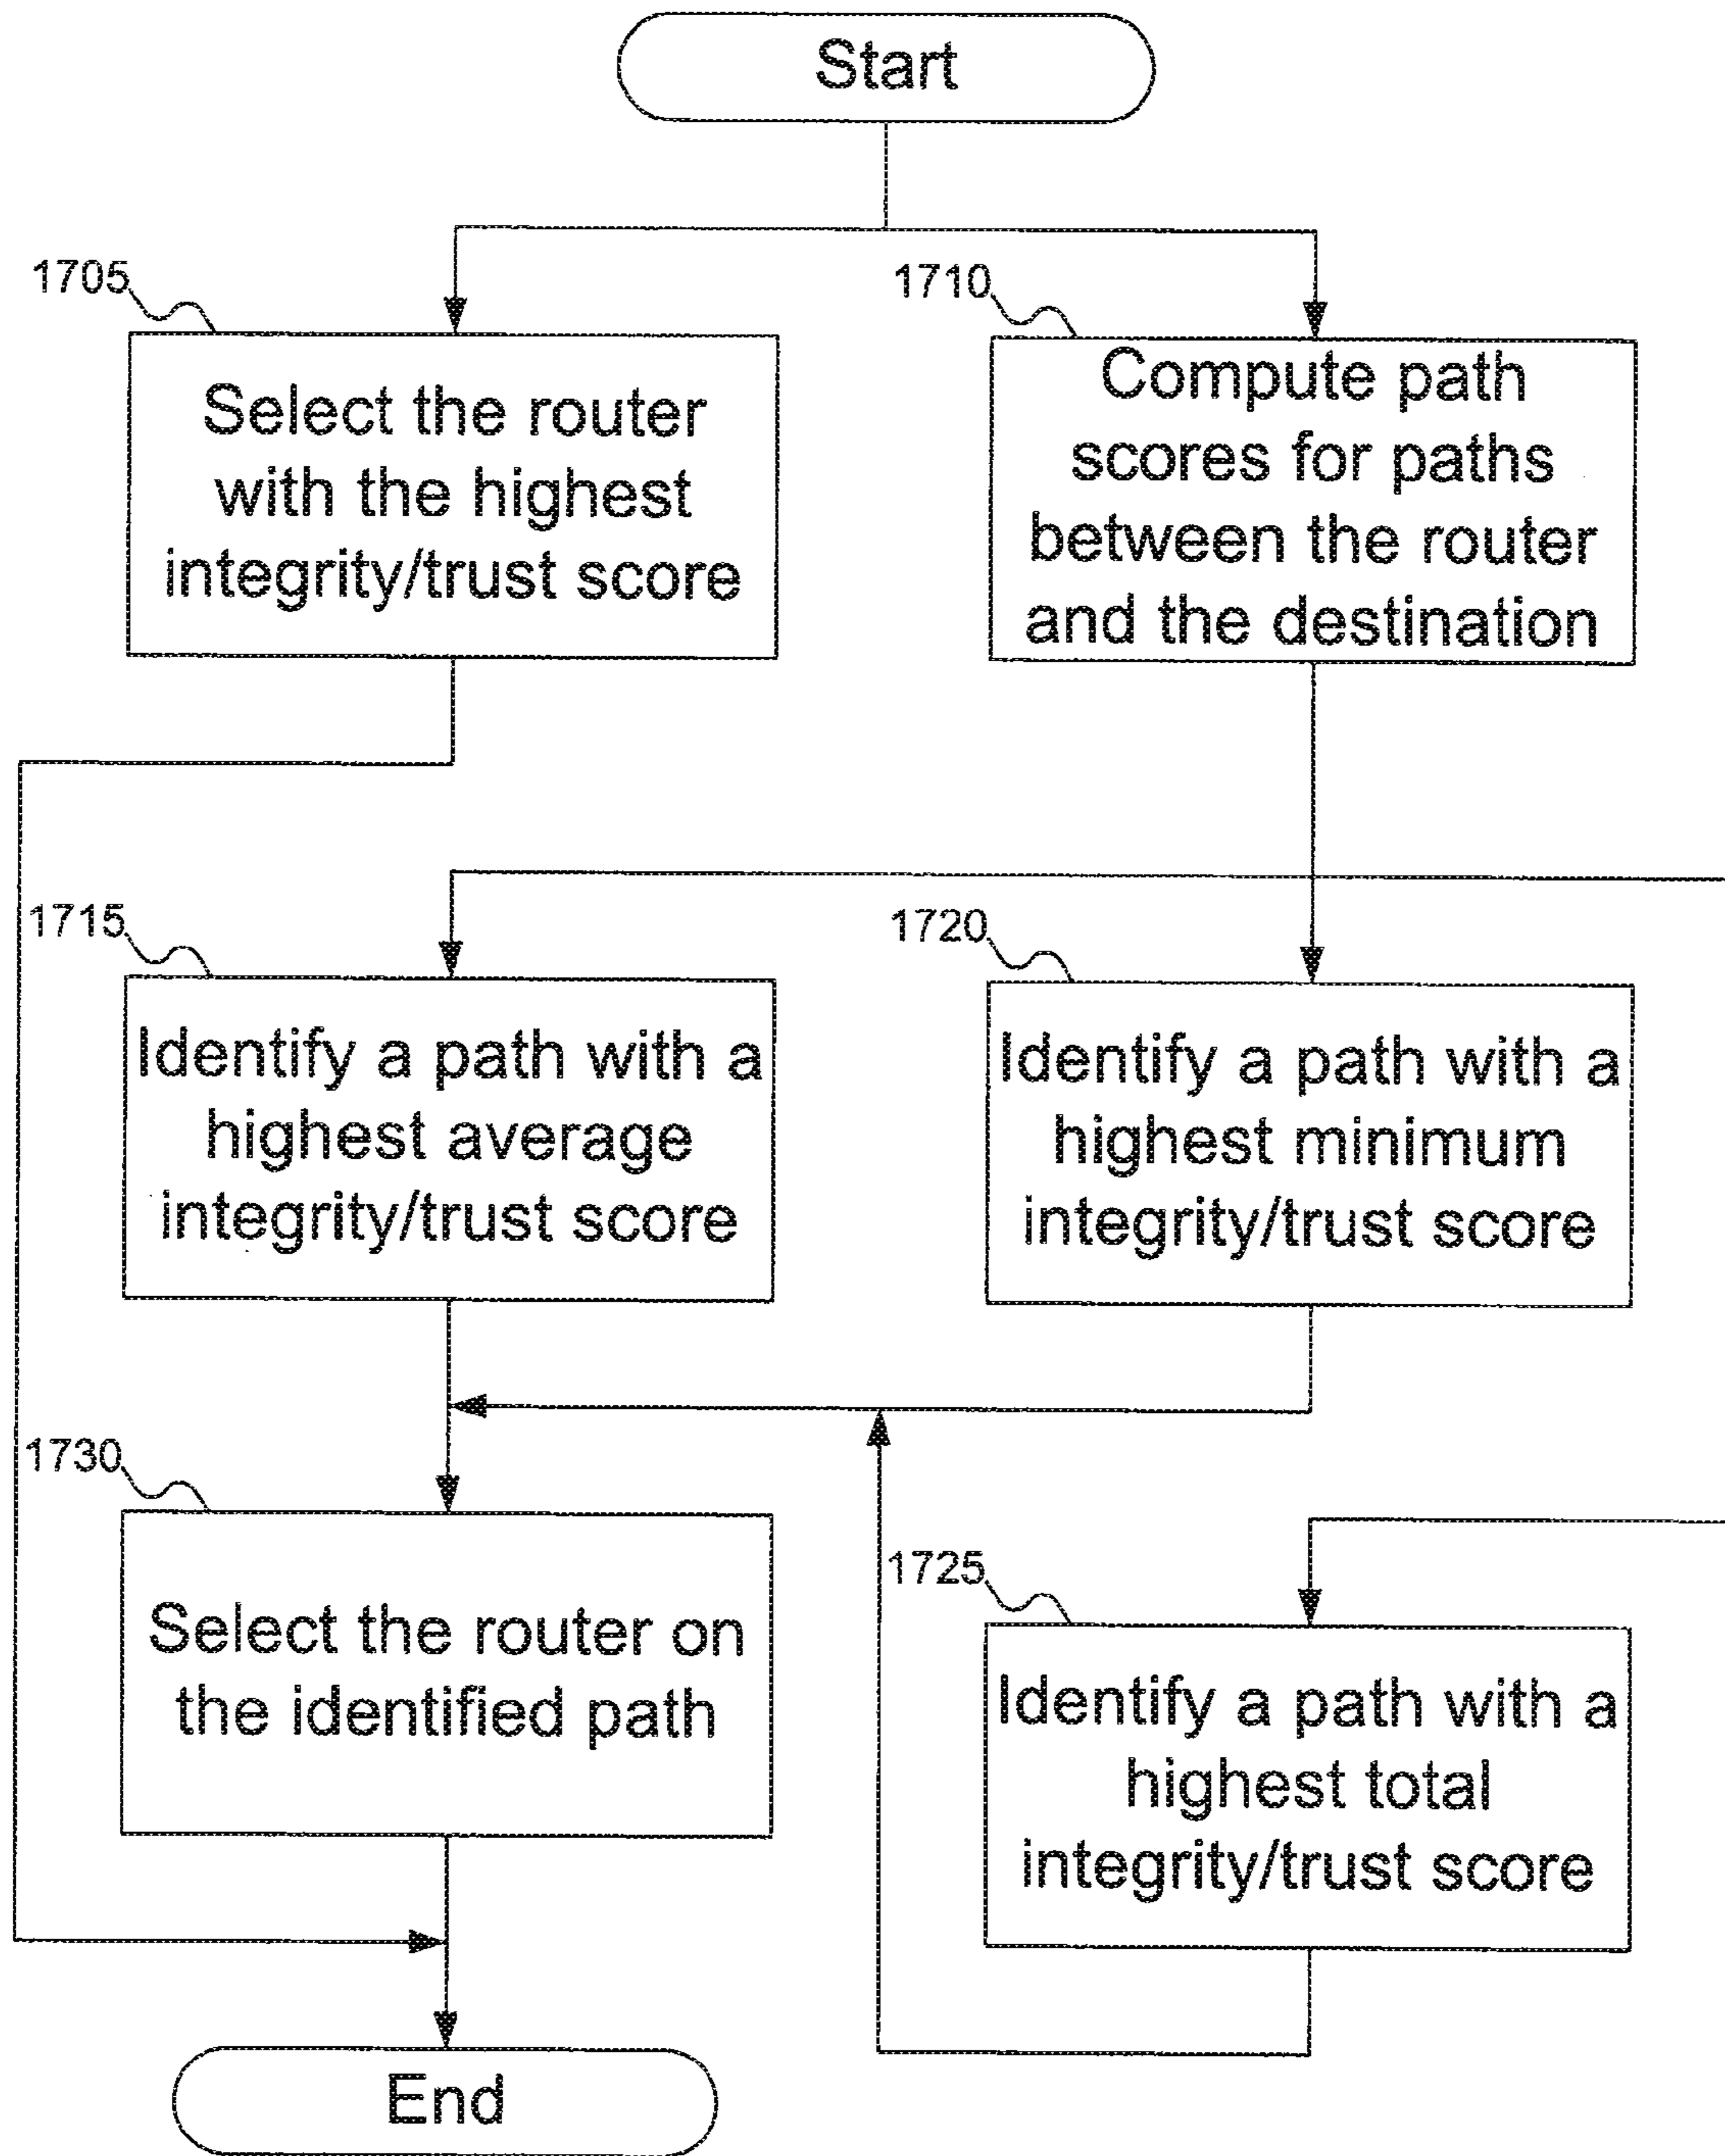 Start
1705
Select the router
with the highest
integrity/trust score
1710
Compute path
scores for paths
between the router
and the destination
1715
Identify a path with a
highest average
integrity/trust score
1720
Identify a path with a
highest minimum
integrity/trust score
1730
Select the router on
the identified path
1725
Identify a path with a
highest total
integrity/trust score
End